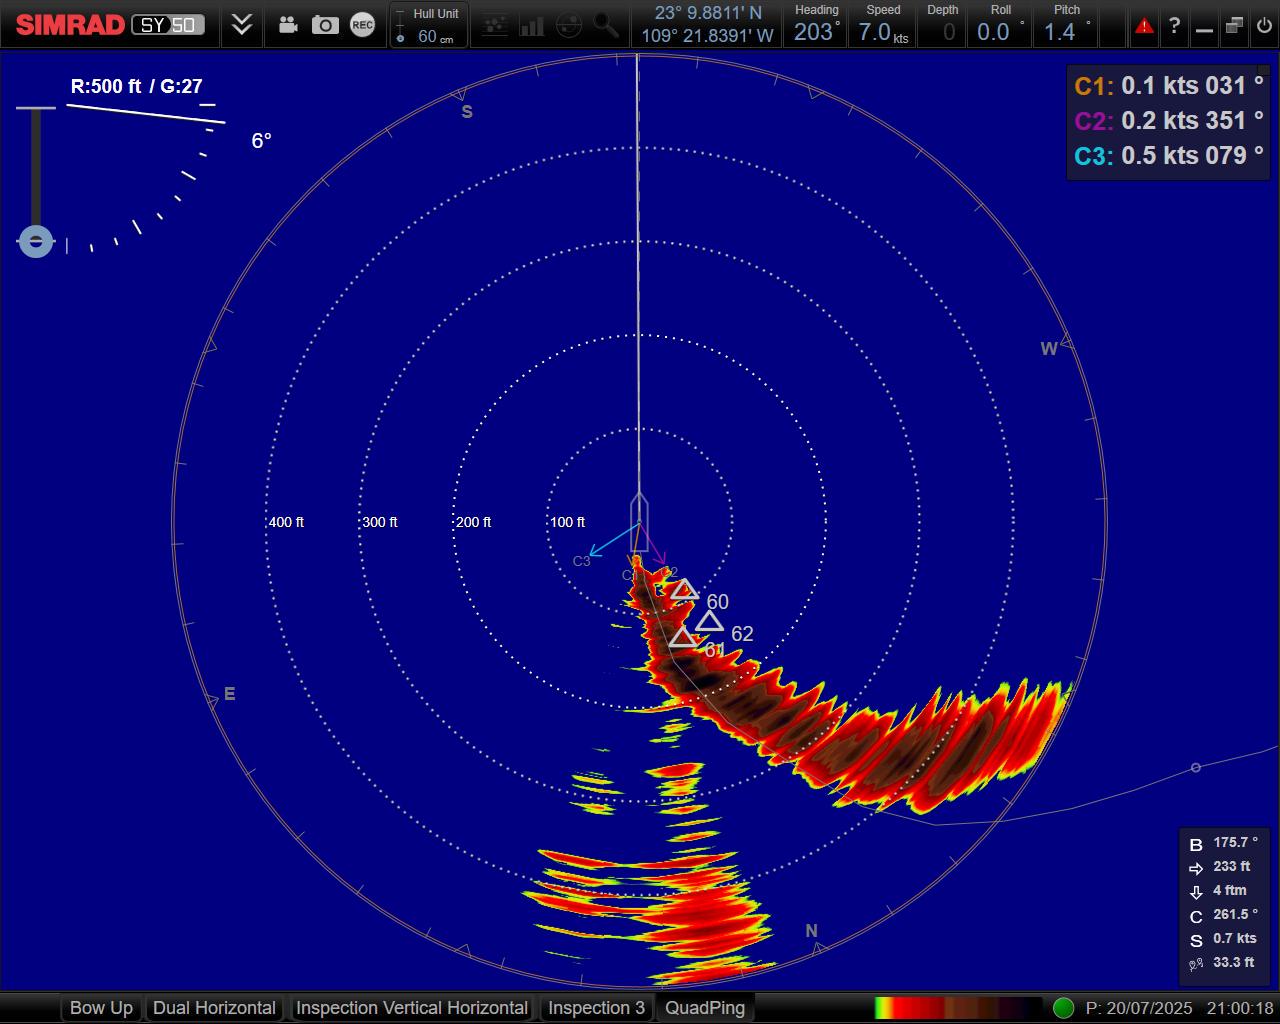 SIMRAD SY 50
REC
Hull Unit
60 cm
23° 9.8811' N
109° 21.8391' W
Heading
203°
Speed
7.0 kts
Depth
0
Roll
0.0 °
Pitch
1.4 °
?
R:500 ft / G:27
6°
C1: 0.1 kts 031 °
C2: 0.2 kts 351 °
C3: 0.5 kts 079 °
S
W
400 ft
300 ft
200 ft
100 ft
C3
60
62
61
E
N
B 175.7 °
233 ft
4 ftm
C 261.5 °
S 0.7 kts
33.3 ft
Bow Up
Dual Horizontal
Inspection Vertical Horizontal
Inspection 3
QuadPing
P: 20/07/2025 21:00:18